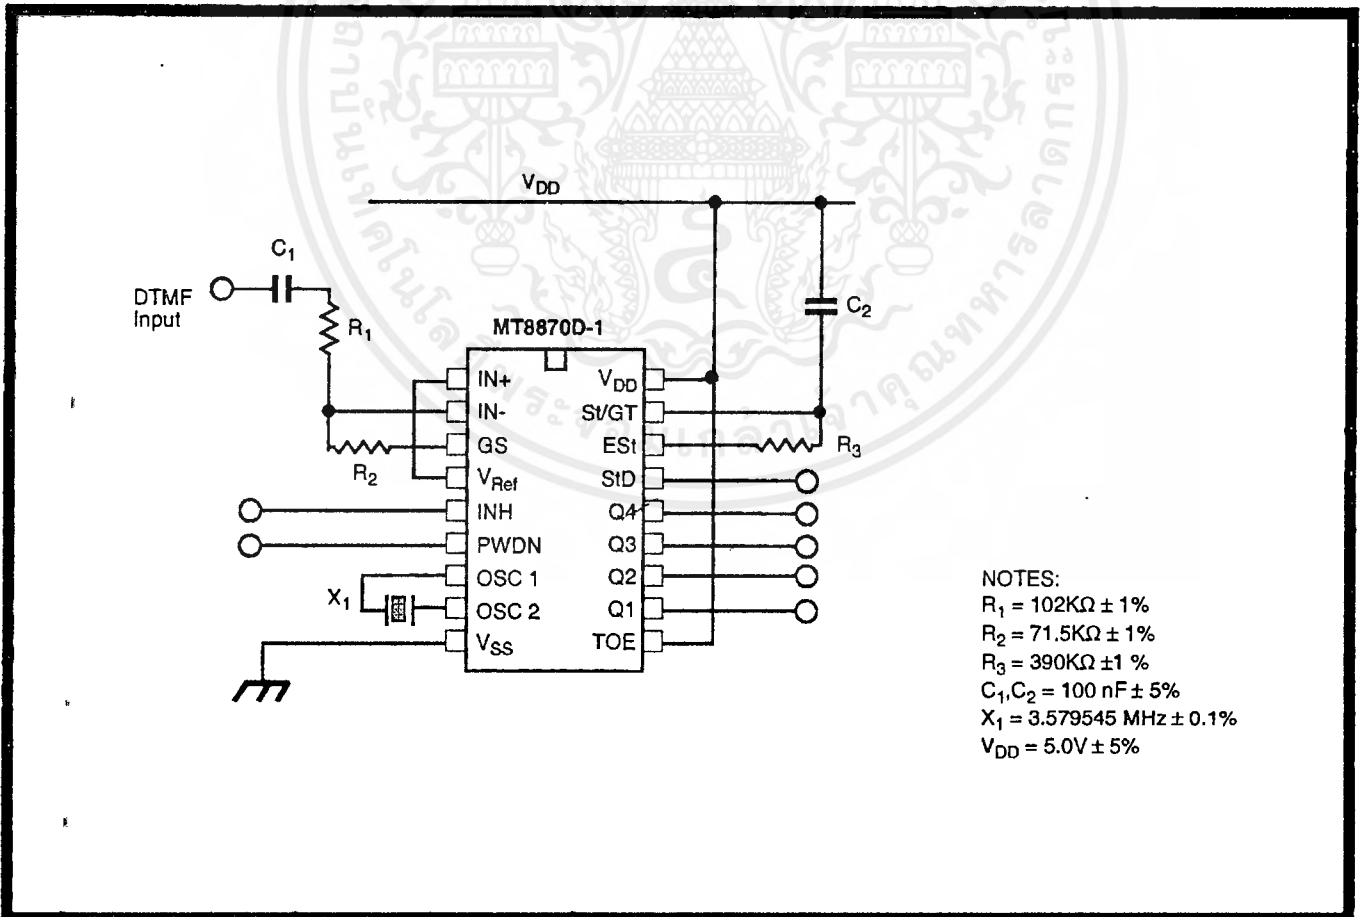 VDD
C1
DTMF
Input
R1
MT8870D-1
C2
IN+
VDD
IN-
St/GT
GS
ESt
R3
R2
VRef
StD
INH
Q4
PWDN
Q3
OSC 1
Q2
X1
OSC 2
Q1
VSS
TOE
NOTES:
R1 = 102KΩ ± 1%
R2 = 71.5KΩ ± 1%
R3 = 390KΩ ±1 %
C1,C2 = 100 nF ± 5%
X1 = 3.579545 MHz ± 0.1%
VDD = 5.0V ± 5%